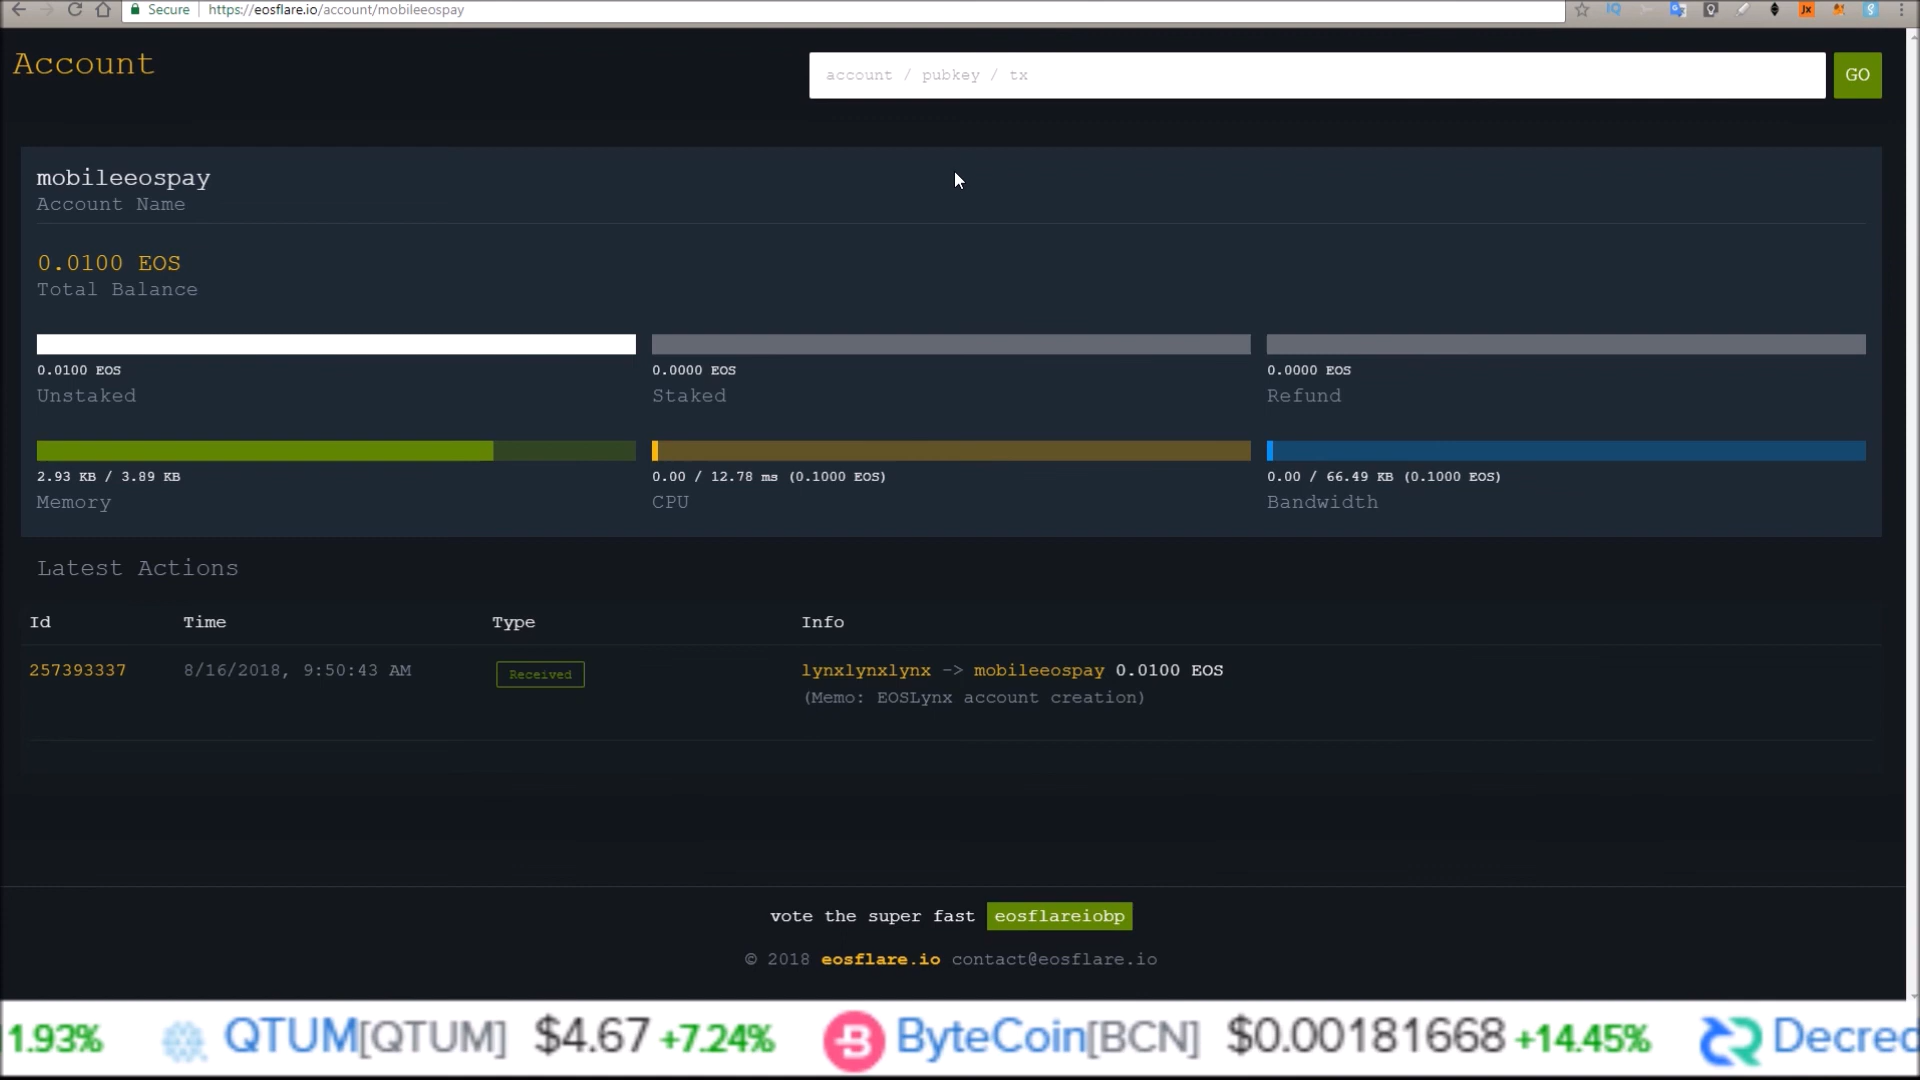 Secure https://eosflare.io/account/mobileeospay
Account
account / pubkey / tx
GO
mobileeospay
Account Name
0.0100 EOS
Total Balance
0.0100 EOS
Unstaked
0.0000 EOS
Staked
0.0000 EOS
Refund
2.93 KB / 3.89 KB
Memory
0.00 / 12.78 ms (0.1000 EOS)
CPU
0.00 / 66.49 KB (0.1000 EOS)
Bandwidth
Latest Actions
Id Time Type Info
257393337 8/16/2018, 9:50:43 AM Received lynxlynxlynx -> mobileeospay 0.0100 EOS
(Memo: EOSLynx account creation)
vote the super fast eosflareiobp
© 2018 eosflare.io contact@eosflare.io
1.93% QTUM[QTUM] $4.67 +7.24% ByteCoin[BCN] $0.00181668 +14.45% Decred